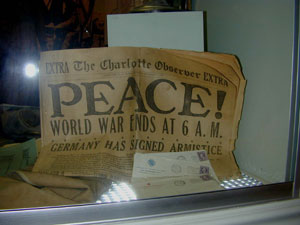 EXTRA The Charlotte Observer EXTRA
PEACE!
WORLD WAR ENDS AT 6 A.M.
GERMANY HAS SIGNED ARMISTICE